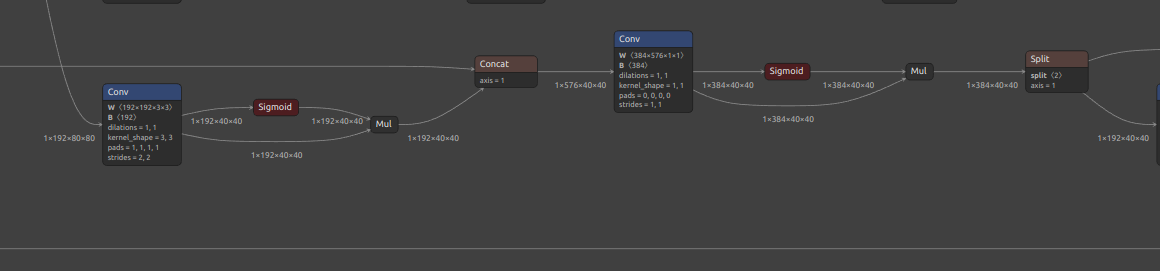 Conv
W ⟨192×192×3×3⟩
B ⟨192⟩
dilations = 1, 1
kernel_shape = 3, 3
pads = 1, 1, 1, 1
strides = 2, 2
1×192×80×80
Sigmoid
1×192×40×40
1×192×40×40
1×192×40×40
Mul
1×192×40×40
Concat
axis = 1
1×576×40×40
Conv
W ⟨384×576×1×1⟩
B ⟨384⟩
dilations = 1, 1
kernel_shape = 1, 1
pads = 0, 0, 0, 0
strides = 1, 1
1×384×40×40
Sigmoid
1×384×40×40
1×384×40×40
Mul
1×384×40×40
Split
split ⟨2⟩
axis = 1
1×192×40×40